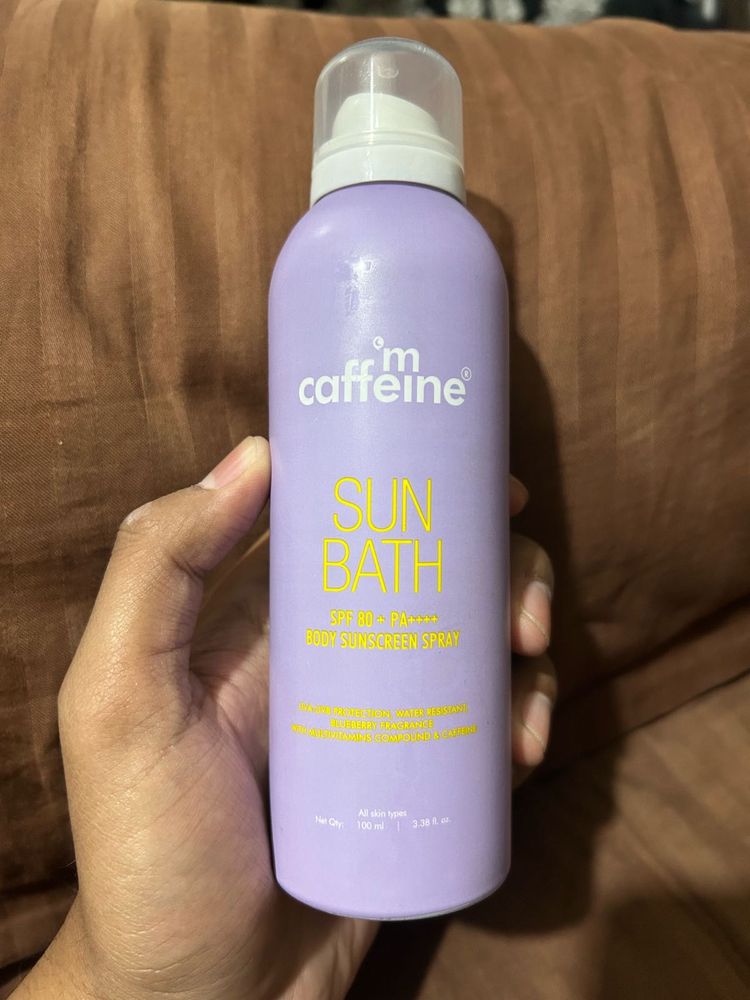 'm
caffeine®
SUN
BATH
SPF 80 + PA++++
BODY SUNSCREEN SPRAY
UVA-UVB PROTECTION, WATER RESISTANT,
BLUEBERRY FRAGRANCE
WITH MULTIVITAMINS COMPOUND & CAFFEINE
All skin types
Net Qty: 100 ml | 3.38 fl. oz.